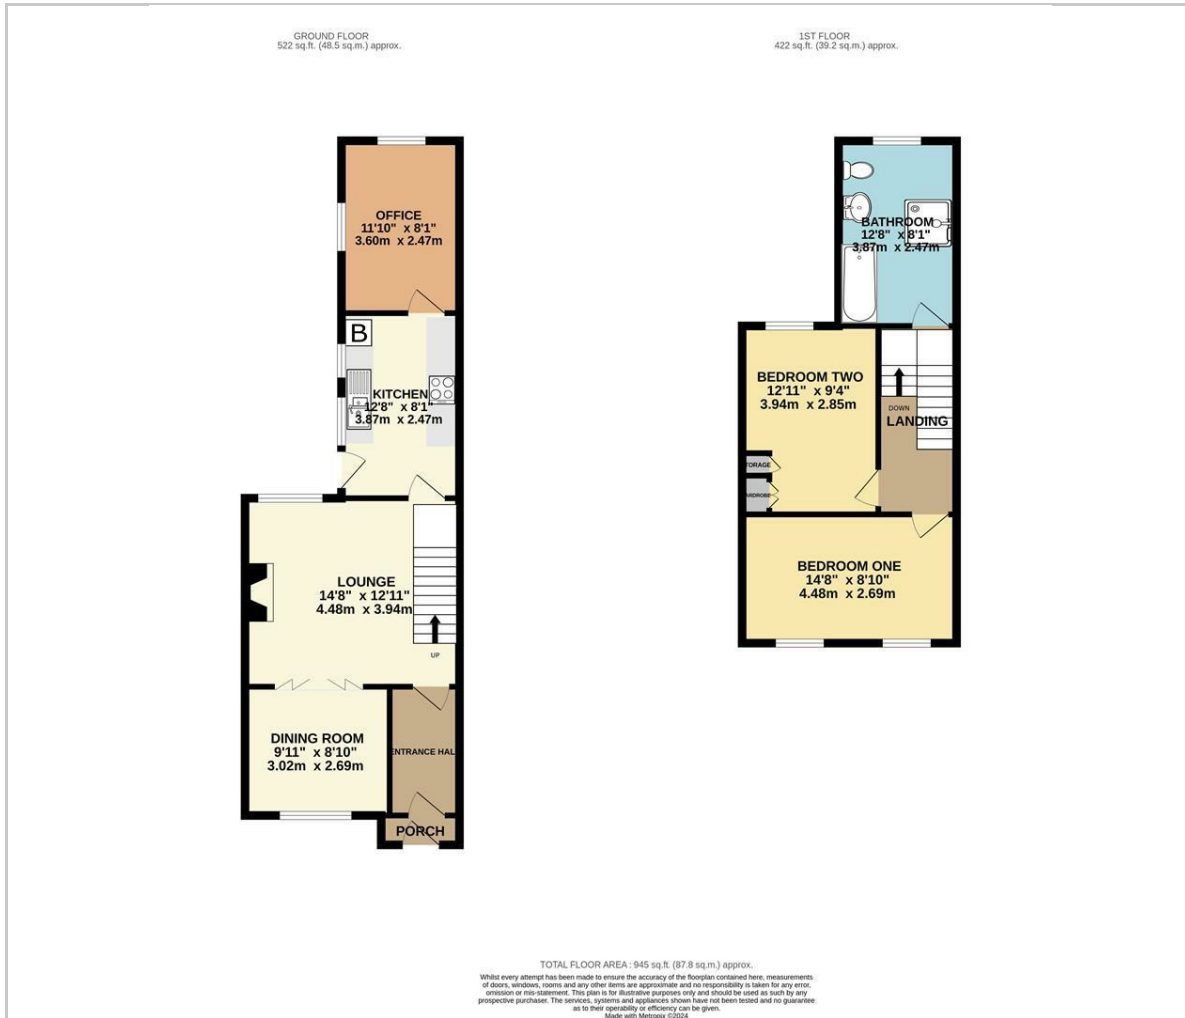 GROUND FLOOR
522 sq.ft. (48.5 sq.m.) approx.
OFFICE
11'10" x 8'1"
3.60m x 2.47m
B
KITCHEN
12'8" x 8'1"
3.87m x 2.47m
LOUNGE
14'8" x 12'11"
4.48m x 3.94m
UP
DINING ROOM
9'11" x 8'10"
3.02m x 2.69m
ENTRANCE HAL
PORCH
1ST FLOOR
422 sq.ft. (39.2 sq.m.) approx.
BATHROOM
12'8" x 8'1"
3.87m x 2.47m
BEDROOM TWO
12'11" x 9'4"
3.94m x 2.85m
DOWN
LANDING
TORAGE
ARDROBE
BEDROOM ONE
14'8" x 8'10"
4.48m x 2.69m
TOTAL FLOOR AREA : 945 sq.ft. (87.8 sq.m.) approx.
Whilst every attempt has been made to ensure the accuracy of the floorplan contained here, measurements
of doors, windows, rooms and any other items are approximate and no responsibility is taken for any error,
omission or mis-statement. This plan is for illustrative purposes only and should be used as such by any
prospective purchaser. The services, systems and appliances shown have not been tested and no guarantee
as to their operability or efficiency can be given.
Made with Metropix ©2024